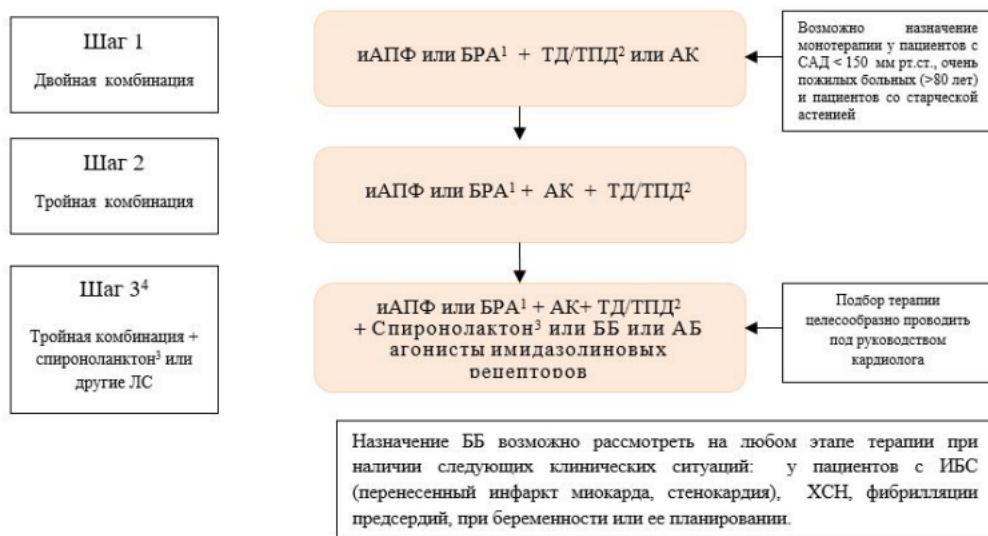 Шаг 1
Двойная комбинация
иАПФ или БРА¹ + ТД/ТПД² или АК
Возможно назначение
монотерапии у пациентов с
САД < 150 мм рт.ст., очень
пожилых больных (>80 лет)
и пациентов со старческой
астенией
Шаг 2
Тройная комбинация
иАПФ или БРА¹ + АК + ТД/ТПД²
Шаг 3⁴
Тройная комбинация +
спироноланктон³ или
другие ЛС
иАПФ или БРА¹ + АК+ ТД/ТПД²
+ Спиронолактон³ или ББ или АБ
агонисты имидазолиновых
рецепторов
Подбор терапии
целесообразно проводить
под руководством
кардиолога
Назначение ББ возможно рассмотреть на любом этапе терапии при
наличии следующих клинических ситуаций: у пациентов с ИБС
(перенесенный инфаркт миокарда, стенокардия), ХСН, фибрилляции
предсердий, при беременности или ее планировании.